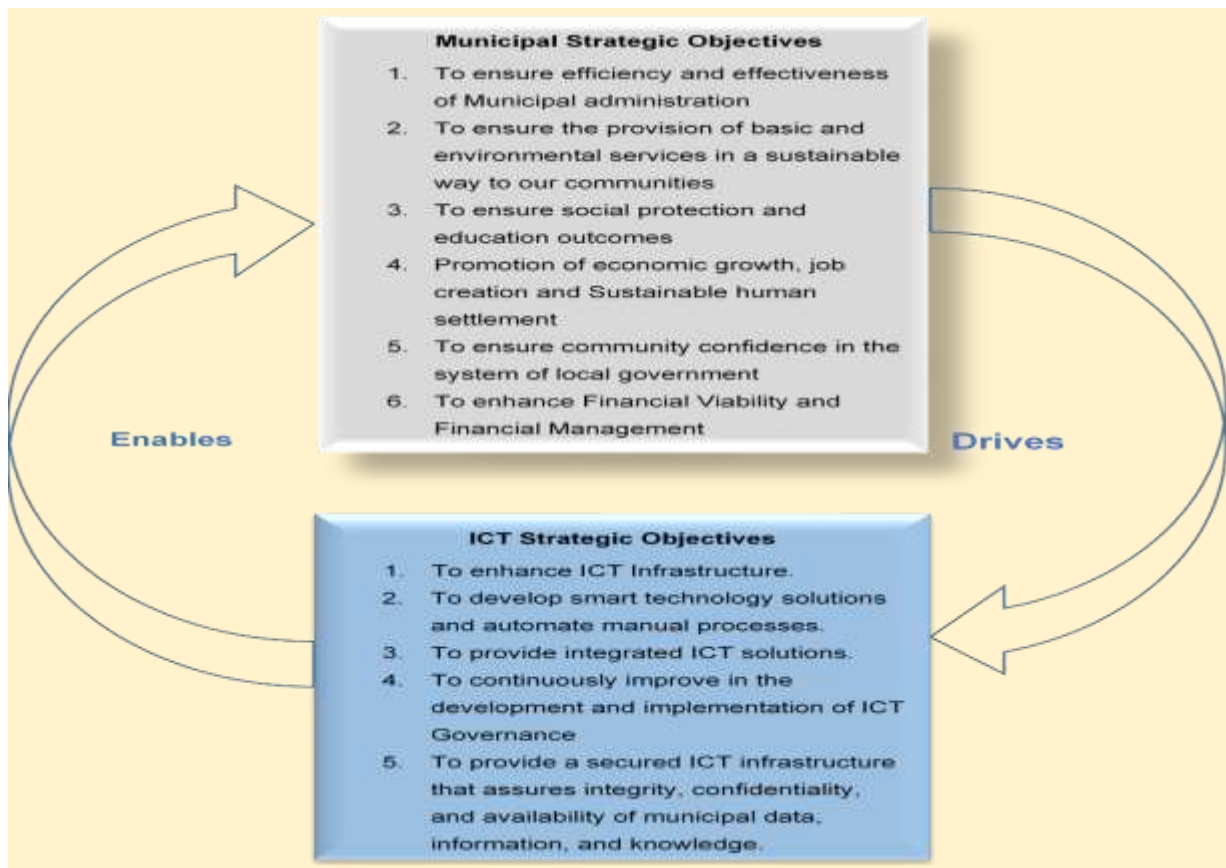 Municipal Strategic Objectives
1. To ensure efficiency and effectiveness
of Municipal administration
2. To ensure the provision of basic and
environmental services in a sustainable
way to our communities
3. To ensure social protection and
education outcomes
4. Promotion of economic growth, job
creation and Sustainable human
settlement
5. To ensure community confidence in the
system of local government
6. To enhance Financial Viability and
Financial Management
Enables
Drives
ICT Strategic Objectives
1. To enhance ICT Infrastructure.
2. To develop smart technology solutions
and automate manual processes.
3. To provide integrated ICT solutions.
4. To continuously improve in the
development and implementation of ICT
Governance
5. To provide a secured ICT infrastructure
that assures integrity, confidentiality,
and availability of municipal data,
information, and knowledge.